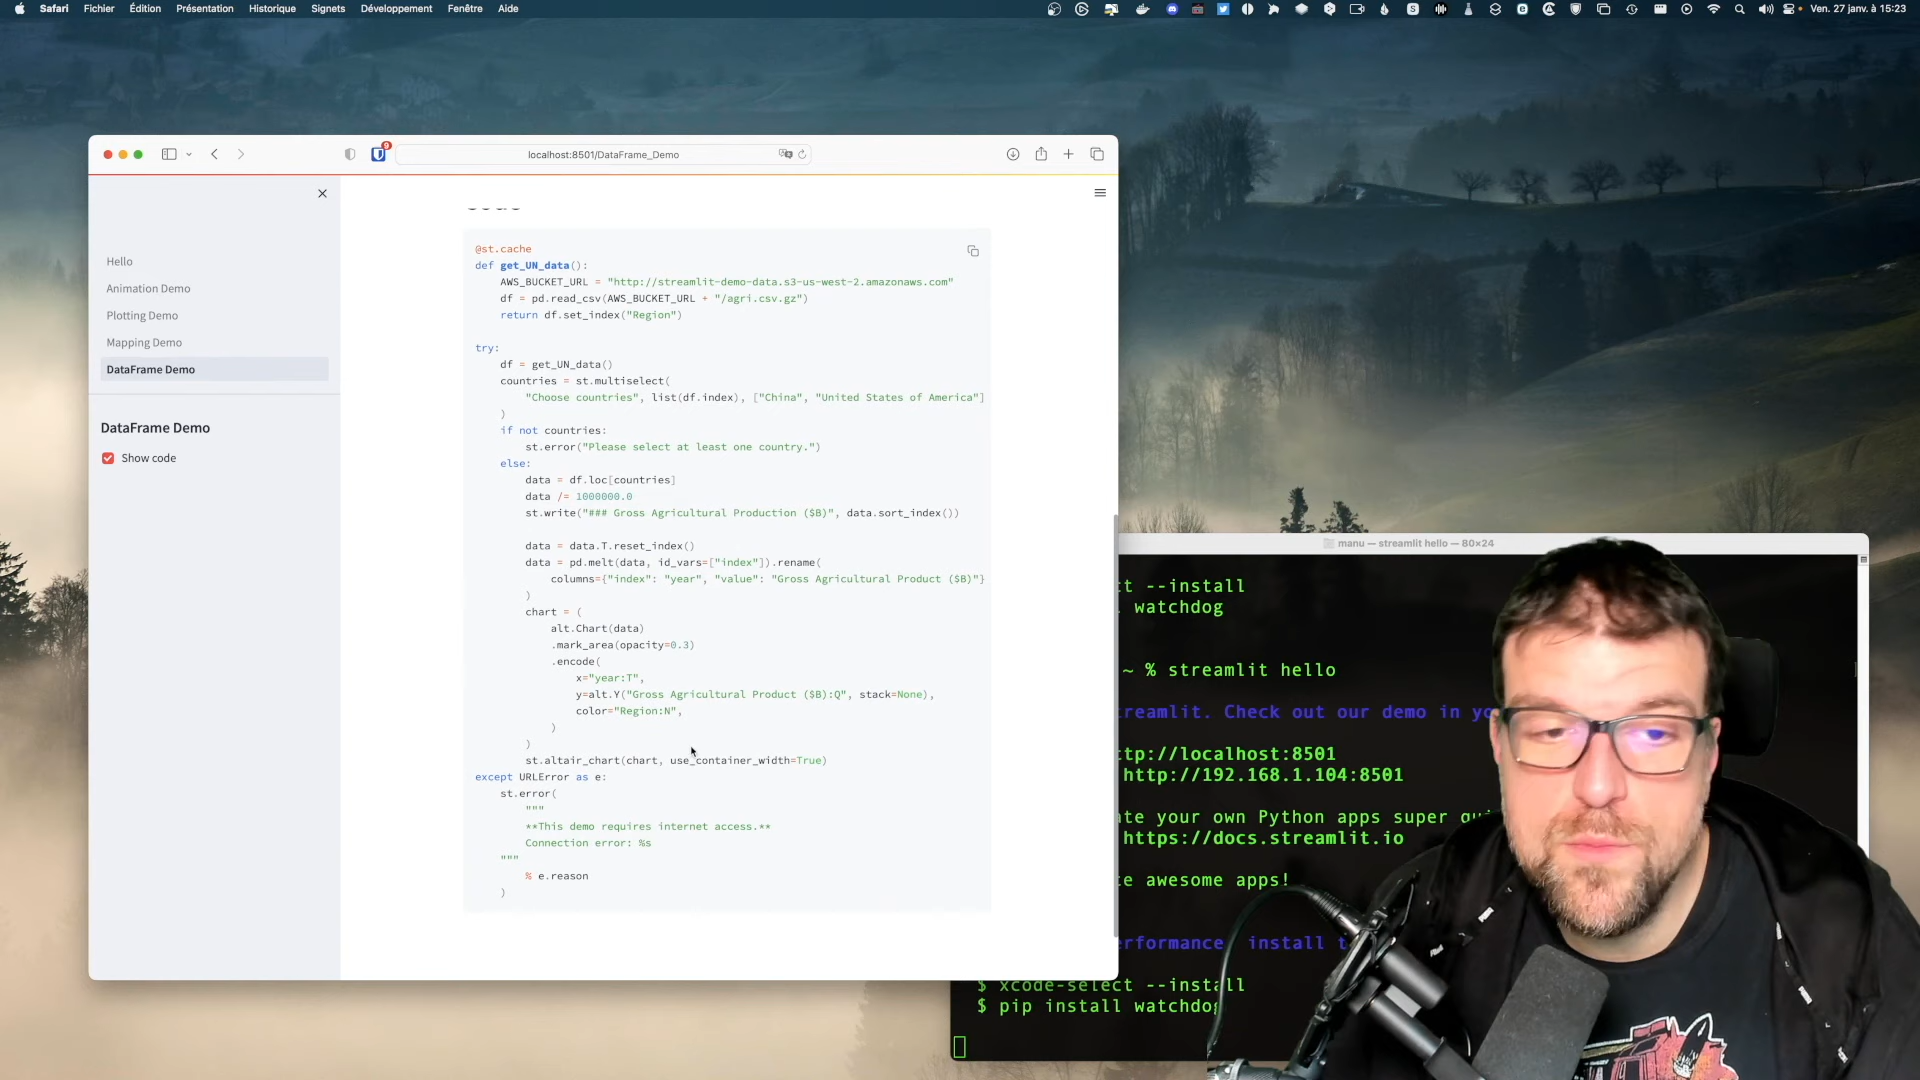 Safari Fichier Édition Présentation Historique Signets Développement Fenêtre Aide
Ven. 27 janv. à 15:23
9
localhost:8501/DataFrame_Demo
Hello
Animation Demo
Plotting Demo
Mapping Demo
DataFrame Demo
DataFrame Demo
Show code
@st.cache
def get_UN_data():
    AWS_BUCKET_URL = "http://streamlit-demo-data.s3-us-west-2.amazonaws.com"
    df = pd.read_csv(AWS_BUCKET_URL + "/agri.csv.gz")
    return df.set_index("Region")
try:
    df = get_UN_data()
    countries = st.multiselect(
        "Choose countries", list(df.index), ["China", "United States of America"]
    )
    if not countries:
        st.error("Please select at least one country.")
    else:
        data = df.loc[countries]
        data /= 1000000.0
        st.write("### Gross Agricultural Production ($B)", data.sort_index())
        data = data.T.reset_index()
        data = pd.melt(data, id_vars=["index"]).rename(
            columns={"index": "year", "value": "Gross Agricultural Product ($B)"}
        )
        chart = (
            alt.Chart(data)
            .mark_area(opacity=0.3)
            .encode(
                x="year:T",
                y=alt.Y("Gross Agricultural Product ($B):Q", stack=None),
                color="Region:N",
            )
        )
        st.altair_chart(chart, use_container_width=True)
except URLError as e:
    st.error(
        """
        **This demo requires internet access.**
        Connection error: %s
    """
        % e.reason
    )
manu — streamlit hello — 80×24
ct --install
watchdog
~ % streamlit hello
treamlit. Check out our demo in yo
ttp://localhost:8501
http://192.168.1.104:8501
ate your own Python apps super qui
https://docs.streamlit.io
te awesome apps!
erformance, install t
$ xcode-select --install
$ pip install watchdog